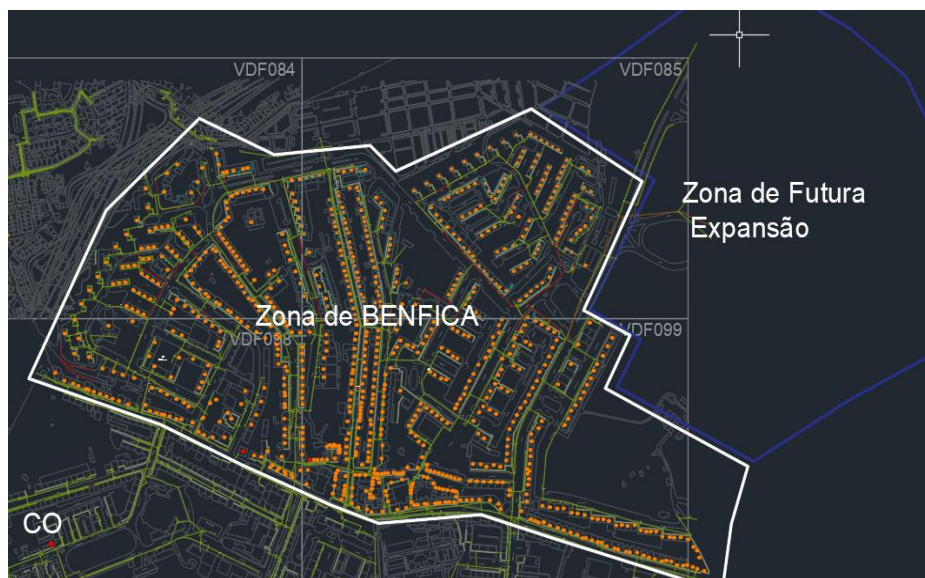 VDF084
VDF085
Zona de Futura
Expansão
Zona de BENFICA
VDF098
VDF099
CO